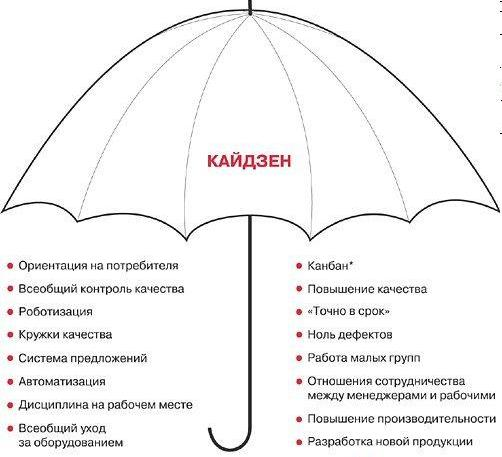 КАЙДЗЕН
Ориентация на потребителя
Всеобщий контроль качества
Роботизация
Кружки качества
Система предложений
Автоматизация
Дисциплина на рабочем месте
Всеобщий уход
за оборудованием
Канбан*
Повышение качества
«Точно в срок»
Ноль дефектов
Работа малых групп
Отношения сотрудничества
между менеджерами и рабочими
Повышение производительности
Разработка новой продукции